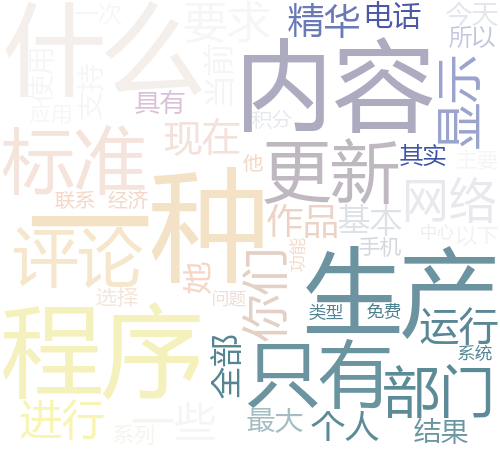 什么
一次
要求
精华
电话
今天
所以
使用
支持
当前
内容
显示
应用
具有
积分
标准
现在
更新
其实
主要
他
一种
联系
经济
作品
基本
网络
评论
她
你们
功能
手机
中心
以下
选择
问题
生产
程序
类型
免费
运行
全部
只有
部门
系统
进行
一些
系列
最大
个人
结果